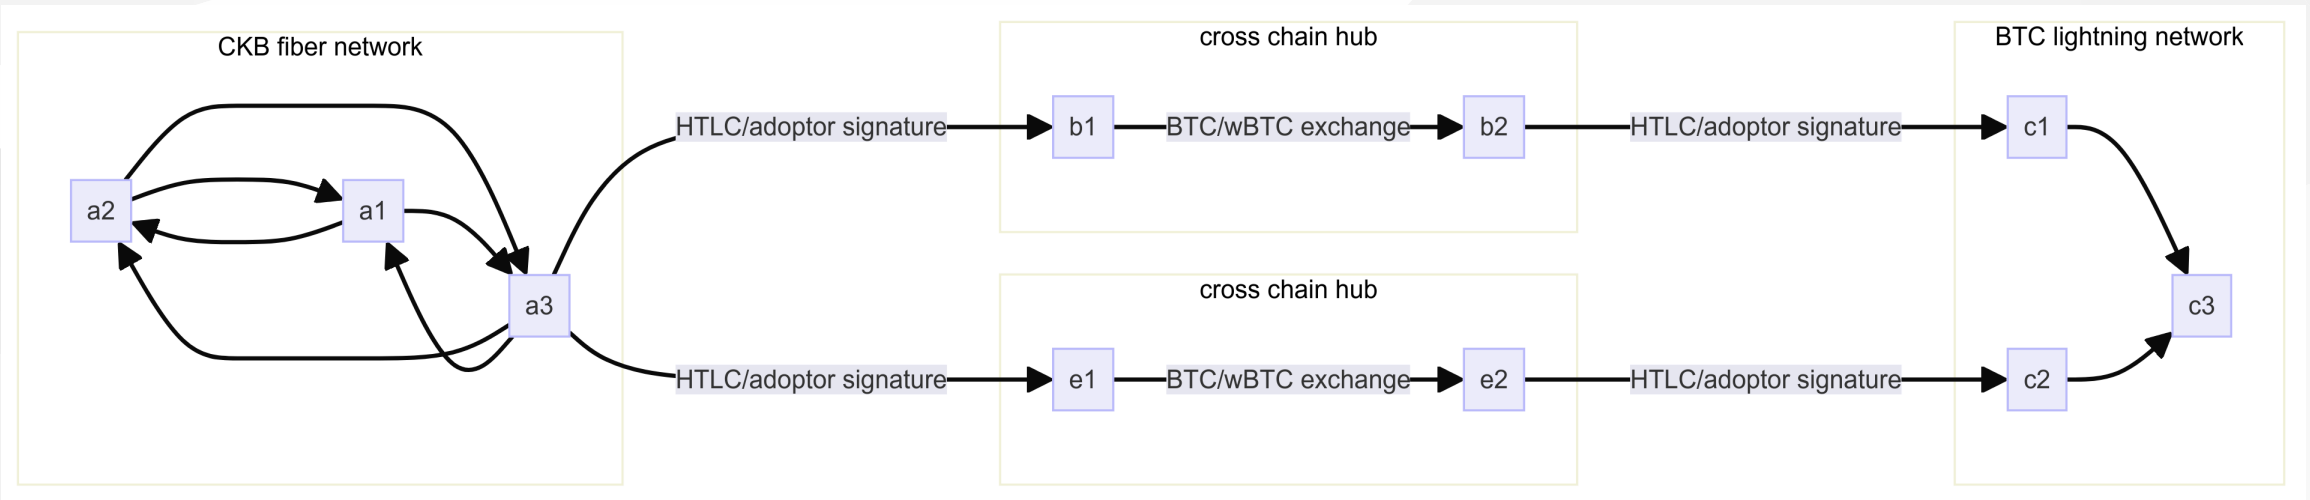 CKB fiber network
cross chain hub
BTC lightning network
HTLC/adoptor signature
b1
BTC/wBTC exchange
b2
HTLC/adoptor signature
c1
a2
a1
a3
c3
cross chain hub
HTLC/adoptor signature
e1
BTC/wBTC exchange
e2
HTLC/adoptor signature
c2